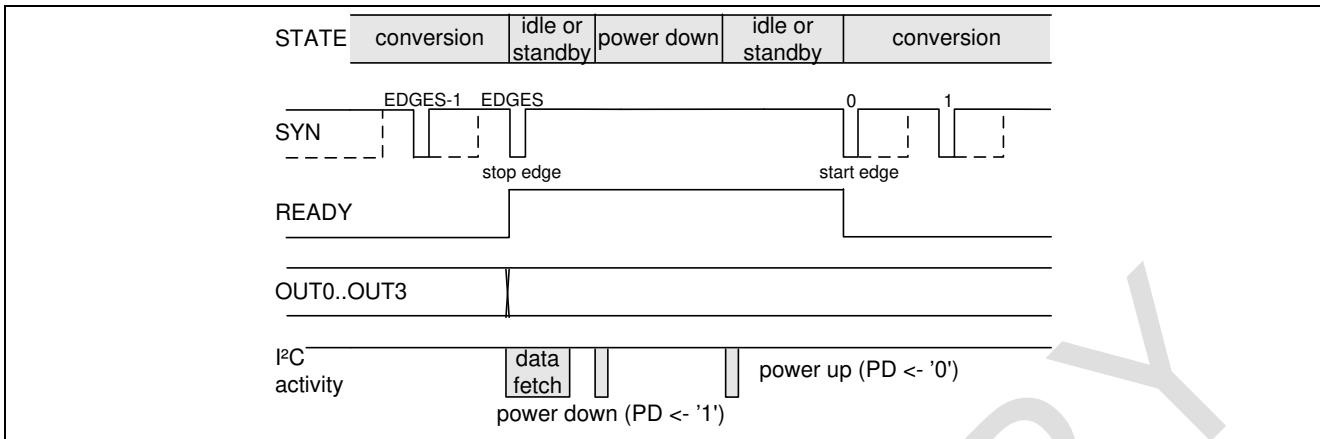 STATE conversion idle or standby power down idle or standby conversion
EDGES-1 EDGES 0 1
SYN
stop edge start edge
READY
OUT0..OUT3
I²C activity data fetch
power up (PD <- '0')
power down (PD <- '1')